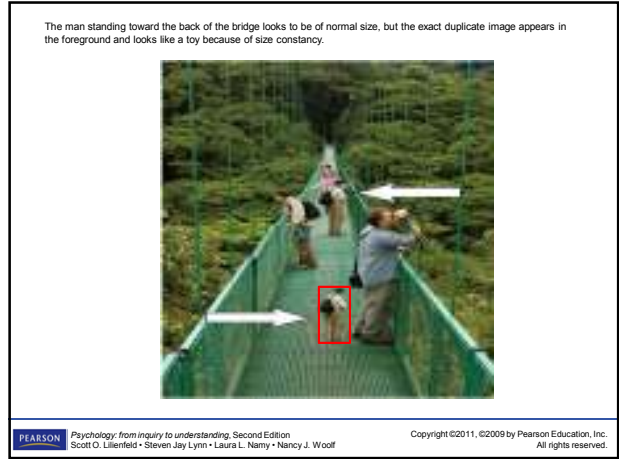 The man standing toward the back of the bridge looks to be of normal size, but the exact duplicate image appears in
the foreground and looks like a toy because of size constancy.
PEARSON
Psychology: from inquiry to understanding, Second Edition
Scott O. Lilienfeld • Steven Jay Lynn • Laura L. Namy • Nancy J. Woolf
Copyright ©2011, ©2009 by Pearson Education, Inc.
All rights reserved.